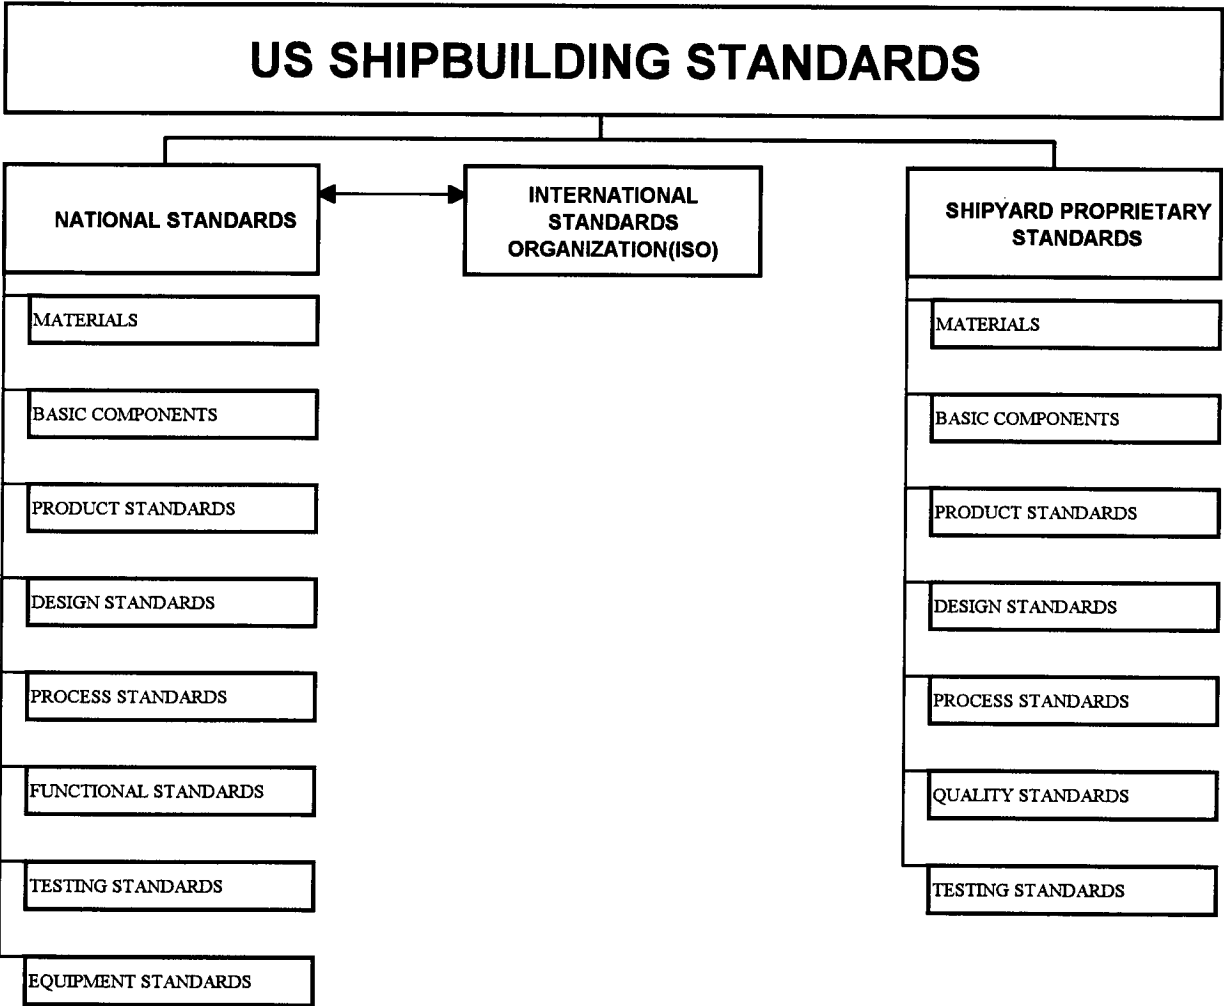 US SHIPBUILDING STANDARDS
NATIONAL STANDARDS
INTERNATIONAL
STANDARDS
ORGANIZATION(ISO)
SHIPYARD PROPRIETARY
STANDARDS
MATERIALS
BASIC COMPONENTS
PRODUCT STANDARDS
DESIGN STANDARDS
PROCESS STANDARDS
FUNCTIONAL STANDARDS
TESTING STANDARDS
EQUIPMENT STANDARDS
MATERIALS
BASIC COMPONENTS
PRODUCT STANDARDS
DESIGN STANDARDS
PROCESS STANDARDS
QUALITY STANDARDS
TESTING STANDARDS